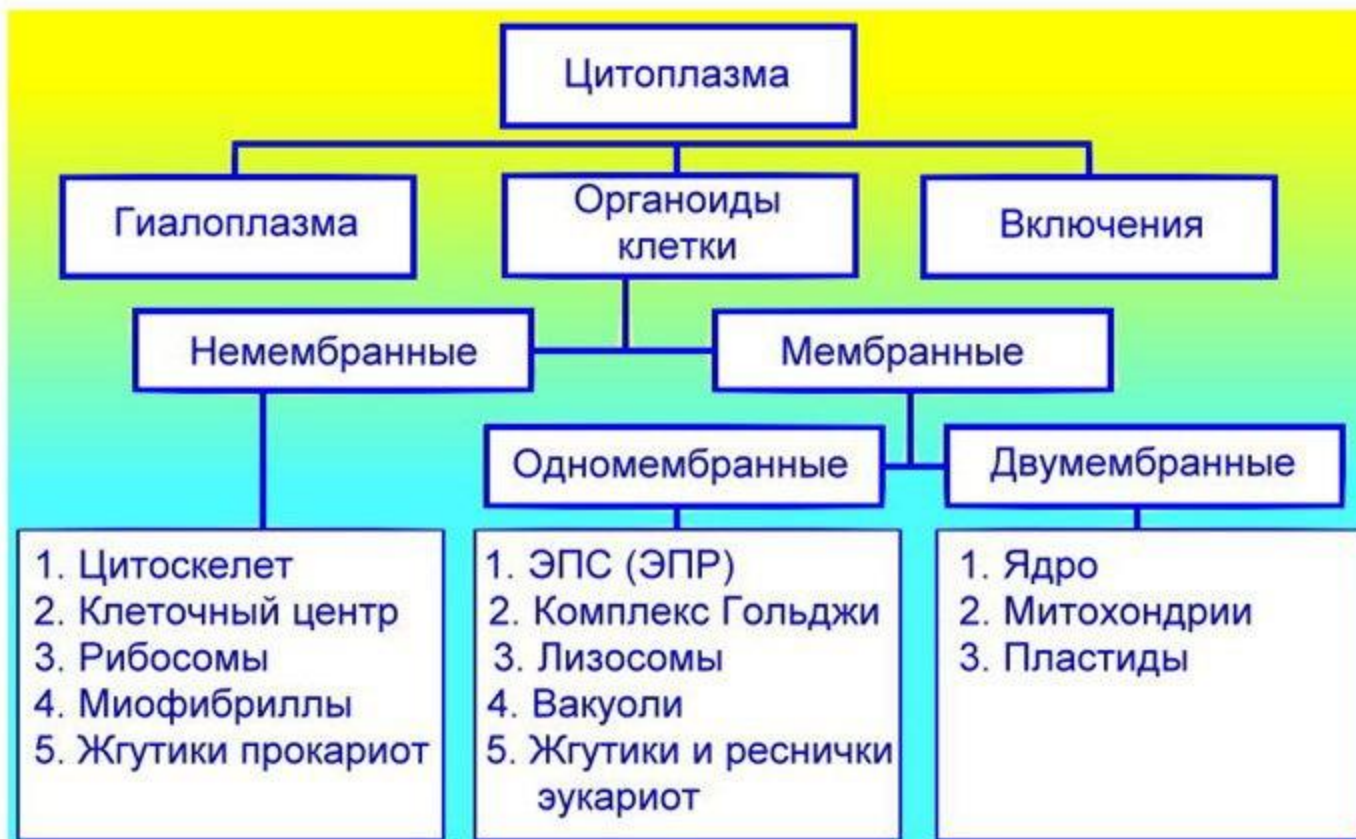 Цитоплазма
Гиалоплазма
Органоиды
клетки
Включения
Немембранные
Мембранные
Одномембранные
Двумембранные
1. Цитоскелет
2. Клеточный центр
3. Рибосомы
4. Миофибриллы
5. Жгутики прокариот
1. ЭПС (ЭПР)
2. Комплекс Гольджи
3. Лизосомы
4. Вакуоли
5. Жгутики и реснички
эукариот
1. Ядро
2. Митохондрии
3. Пластиды